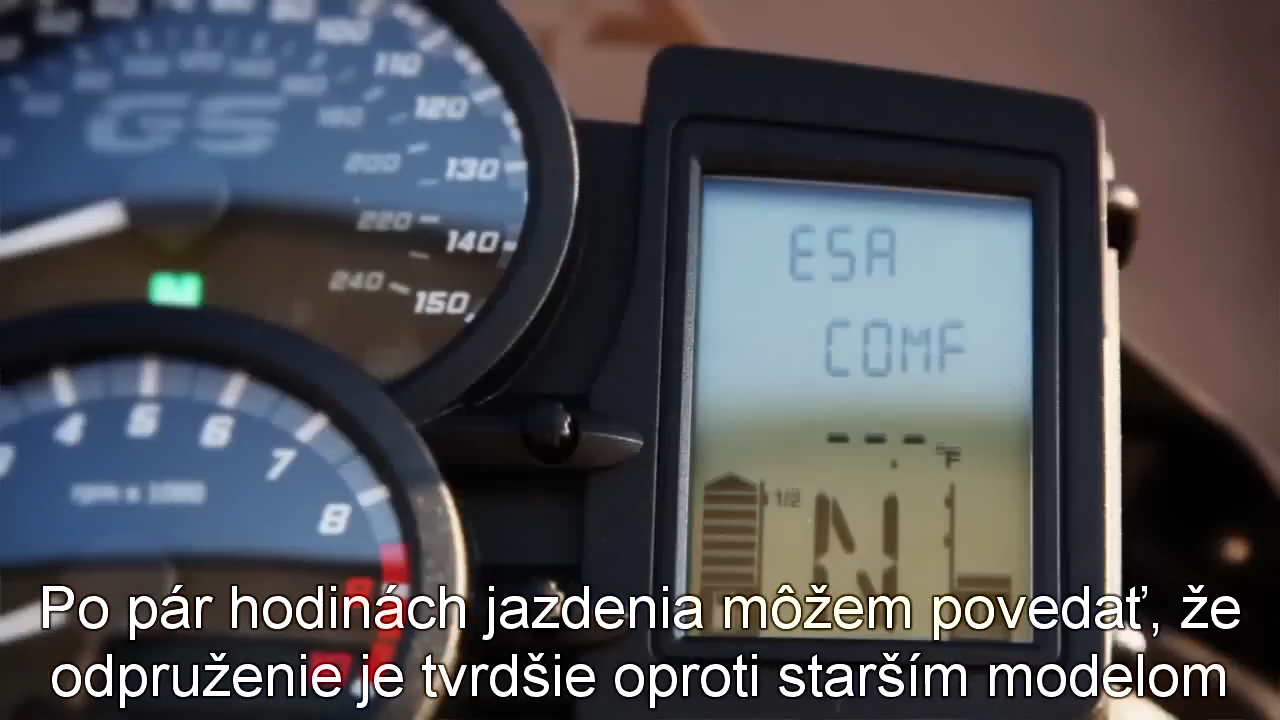 100
110
120
160
GS
130
200
220
140
240
150
ESA
COMF
°F
4
5
6
7
rpm x 1000
8
1/2
N
Po pár hodinách jazdenia môžem povedať, že
odpruženie je tvrdšie oproti starším modelom